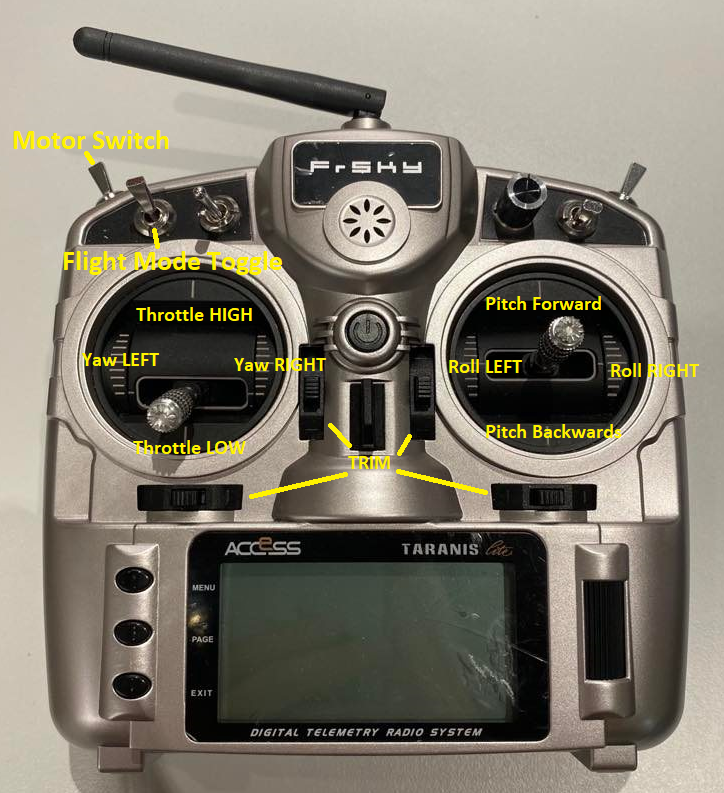 Motor Switch
FrSKY
Flight Mode Toggle
Throttle HIGH
Pitch Forward
Yaw LEFT
Yaw RIGHT
Roll LEFT
Roll RIGHT
Throttle LOW
Pitch Backwards
TRIM
ACCeSS
TARANIS lite
MENU
PAGE
EXIT
DIGITAL TELEMETRY RADIO SYSTEM